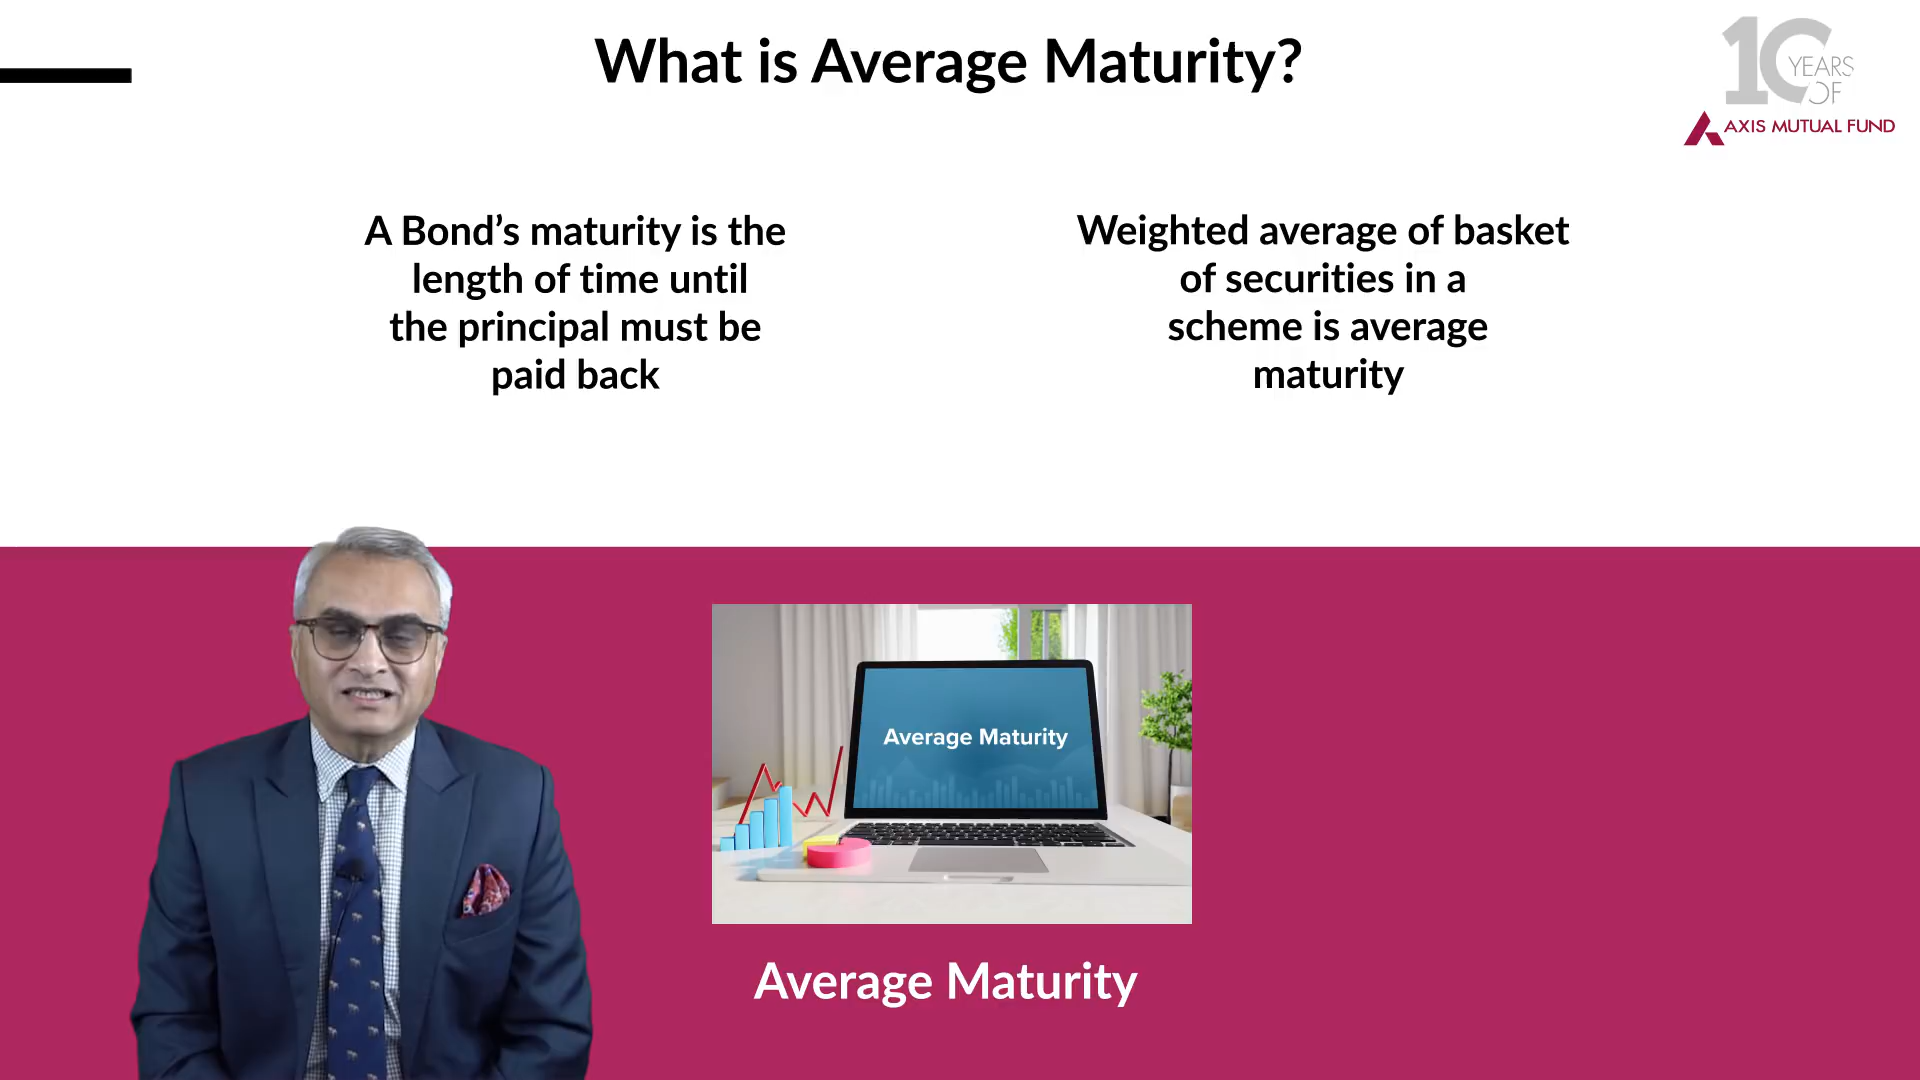 What is Average Maturity?
10 YEARS
OF
AXIS MUTUAL FUND
A Bond’s maturity is the
length of time until
the principal must be
paid back
Weighted average of basket
of securities in a
scheme is average
maturity
Average Maturity
Average Maturity